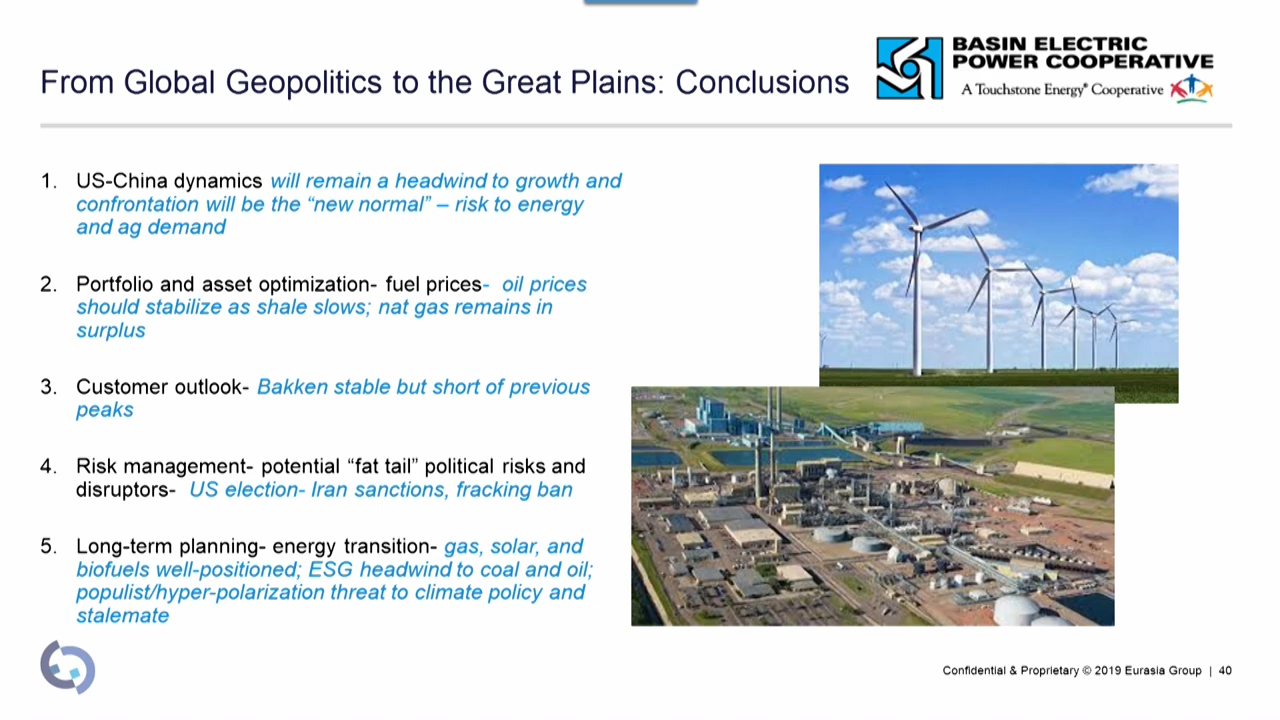 From Global Geopolitics to the Great Plains: Conclusions
BASIN ELECTRIC
POWER COOPERATIVE
A Touchstone Energy® Cooperative
1. US-China dynamics will remain a headwind to growth and
confrontation will be the “new normal” – risk to energy
and ag demand
2. Portfolio and asset optimization- fuel prices- oil prices
should stabilize as shale slows; nat gas remains in
surplus
3. Customer outlook- Bakken stable but short of previous
peaks
4. Risk management- potential “fat tail” political risks and
disruptors- US election- Iran sanctions, fracking ban
5. Long-term planning- energy transition- gas, solar, and
biofuels well-positioned; ESG headwind to coal and oil;
populist/hyper-polarization threat to climate policy and
stalemate
Confidential & Proprietary © 2019 Eurasia Group | 40